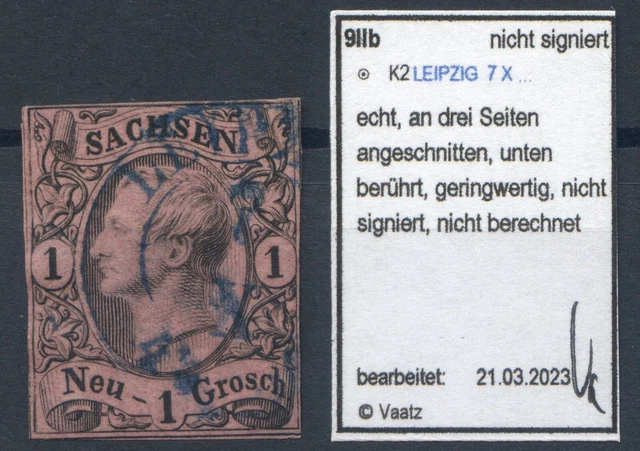 SACHSEN
1 1
Neu - 1 Grosch
9IIb nicht signiert
⊙ K2 LEIPZIG 7 X ...
echt, an drei Seiten
angeschnitten, unten
berührt, geringwertig, nicht
signiert, nicht berechnet
bearbeitet: 21.03.2023
© Vaatz